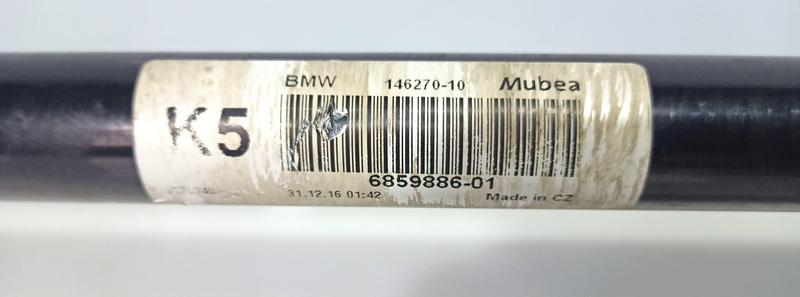 BMW 146270-10 Mubea
K5
6859886-01
31.12.16 01:42 Made in CZ